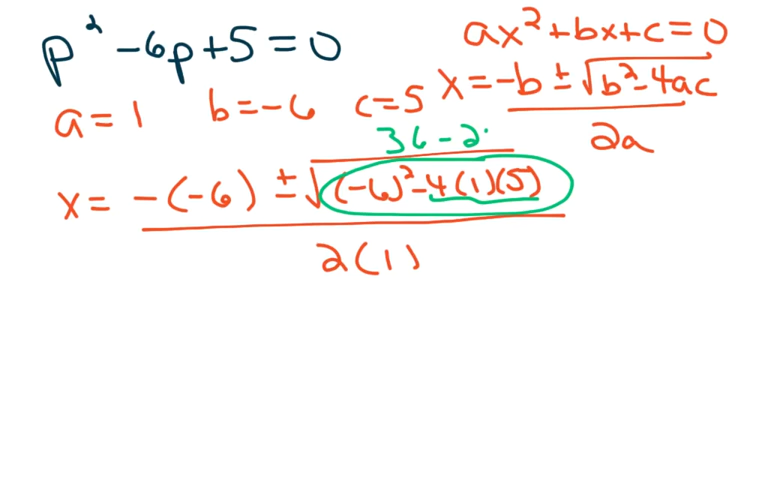 p² - 6p + 5 = 0
ax² + bx + c = 0
a = 1 b = -6 c = 5
x = -b ± √(b² - 4ac)
2a
36 - 2
x = -(-6) ± √((-6)² - 4(1)(5))
2(1)